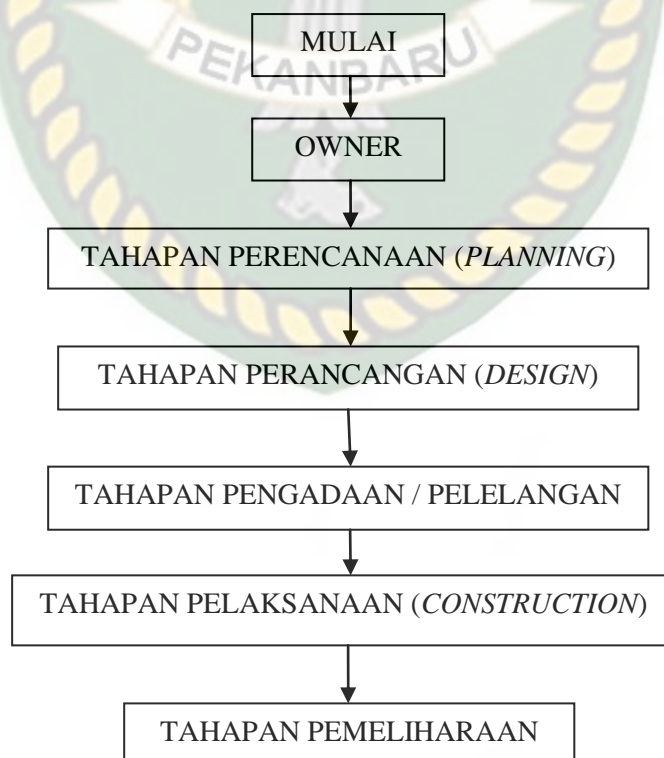 PEKANBARU
MULAI
OWNER
TAHAPAN PERENCANAAN (PLANNING)
TAHAPAN PERANCANGAN (DESIGN)
TAHAPAN PENGADAAN / PELELANGAN
TAHAPAN PELAKSANAAN (CONSTRUCTION)
TAHAPAN PEMELIHARAAN